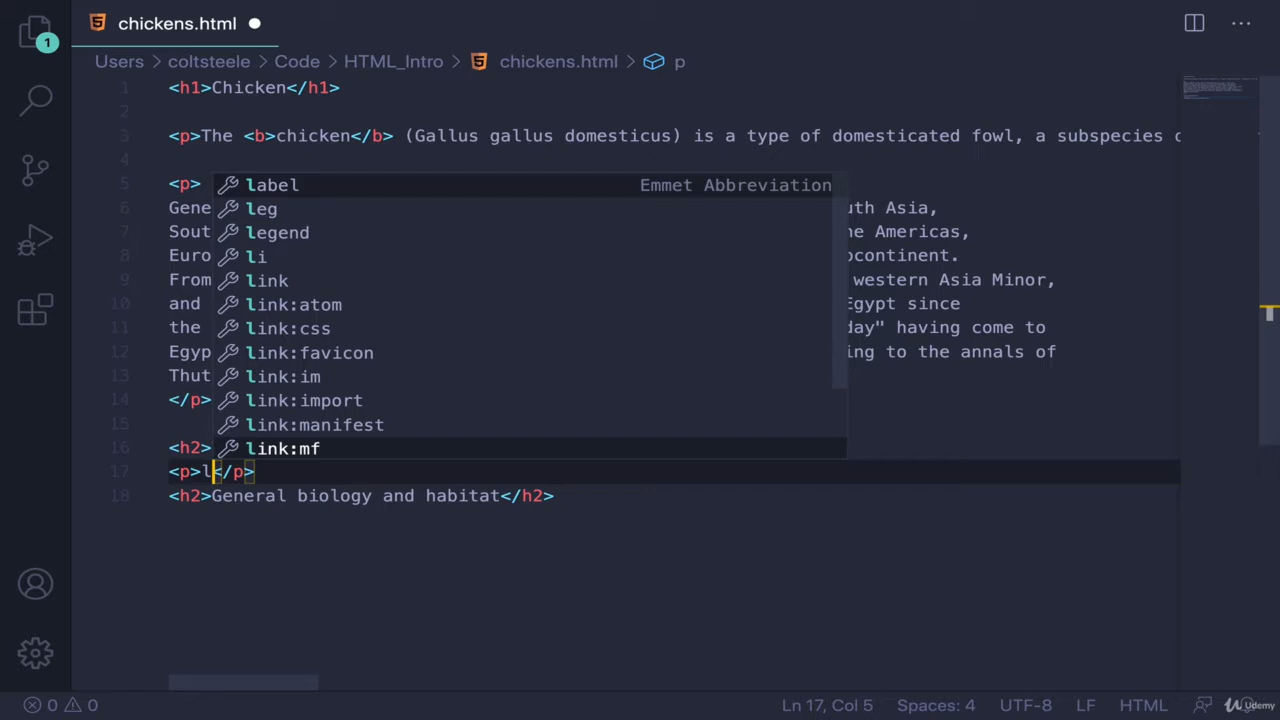 chickens.html
1
Users > coltsteele > Code > HTML_Intro > chickens.html > p
1 <h1>Chicken</h1>
2
3 <p>The <b>chicken</b> (Gallus gallus domesticus) is a type of domesticated fowl, a subspecies
4
5 <p>
6 Gene uth Asia,
7 Sout ne Americas,
8 Euro ocontinent.
9 From western Asia Minor,
10 and Egypt since
11 the day" having come to
12 Egyp ing to the annals of
13 Thut
14 </p>
15
16 <h2>
17 <p>l</p>
18 <h2>General biology and habitat</h2>
label Emmet Abbreviation
leg
legend
li
link
link:atom
link:css
link:favicon
link:im
link:import
link:manifest
link:mf
0 0 Ln 17, Col 5 Spaces: 4 UTF-8 LF HTML
Udemy